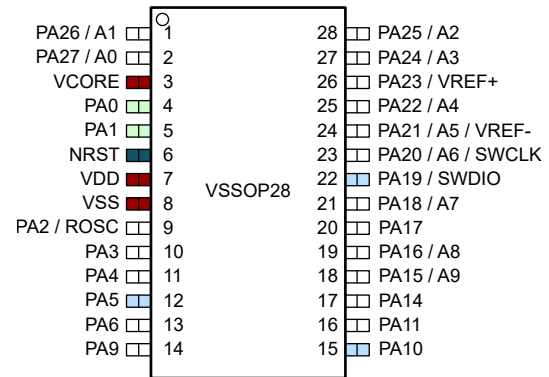 PA26 / A1 1 28 PA25 / A2
PA27 / A0 2 27 PA24 / A3
VCORE 3 26 PA23 / VREF+
PA0 4 25 PA22 / A4
PA1 5 24 PA21 / A5 / VREF-
NRST 6 23 PA20 / A6 / SWCLK
VDD 7 22 PA19 / SWDIO
VSSOP28
VSS 8 21 PA18 / A7
PA2 / ROSC 9 20 PA17
PA3 10 19 PA16 / A8
PA4 11 18 PA15 / A9
PA5 12 17 PA14
PA6 13 16 PA11
PA9 14 15 PA10